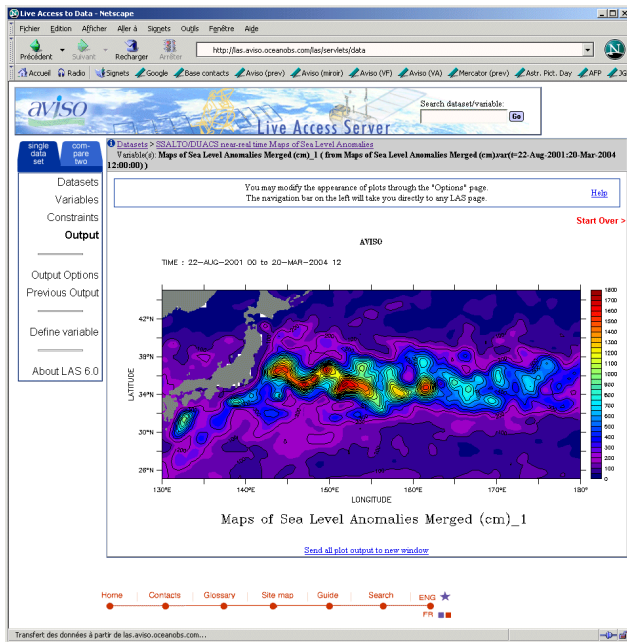 Live Access to Data - Netscape
Fichier Edition Afficher Aller à Signets Outils Fenêtre Aide
Précédent Suivant Recharger Arrêter http://las.aviso.oceanobs.com/las/servlets/data
Accueil Radio Signets Google Base contacts Aviso (prev) Aviso (miroir) Aviso (VF) Aviso (VA) Mercator (prev) Astr. Pict. Day AFP JG
aviso
Live Access Server
Search dataset/variable:
Go
single data set
com- pare two
Datasets > SSALTO/DUACS near-real time Maps of Sea Level Anomalies
Variable(s): Maps of Sea Level Anomalies Merged (cm)_1 ( from Maps of Sea Level Anomalies Merged (cm).var(t=22-Aug-2001:20-Mar-2004
12:00:00) )
Datasets
Variables
Constraints
Output
Output Options
Previous Output
Define variable
About LAS 6.0
You may modify the appearance of plots through the "Options" page.
The navigation bar on the left will take you directly to any LAS page.
Help
Start Over >
AVISO
TIME : 22-AUG-2001 00 to 20-MAR-2004 12
42°N
38°N
34°N
30°N
26°N
LATITUDE
130°E 140°E 150°E 160°E 170°E 180°
LONGITUDE
1800
1700
1600
1500
1400
1300
1200
1100
1000
900
800
700
600
500
400
300
200
100
0
Maps of Sea Level Anomalies Merged (cm)_1
Send all plot output to new window
Home Contacts Glossary Site map Guide Search ENG
FR
Transfert des données à partir de las.aviso.oceanobs.com...